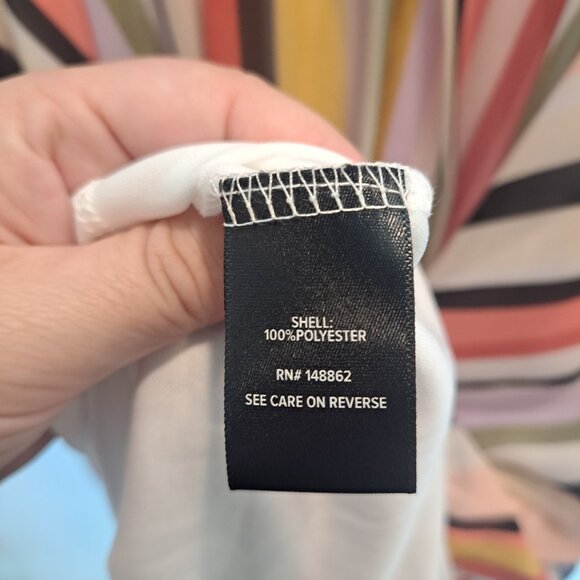 SHELL:
100%POLYESTER
RN# 148862
SEE CARE ON REVERSE